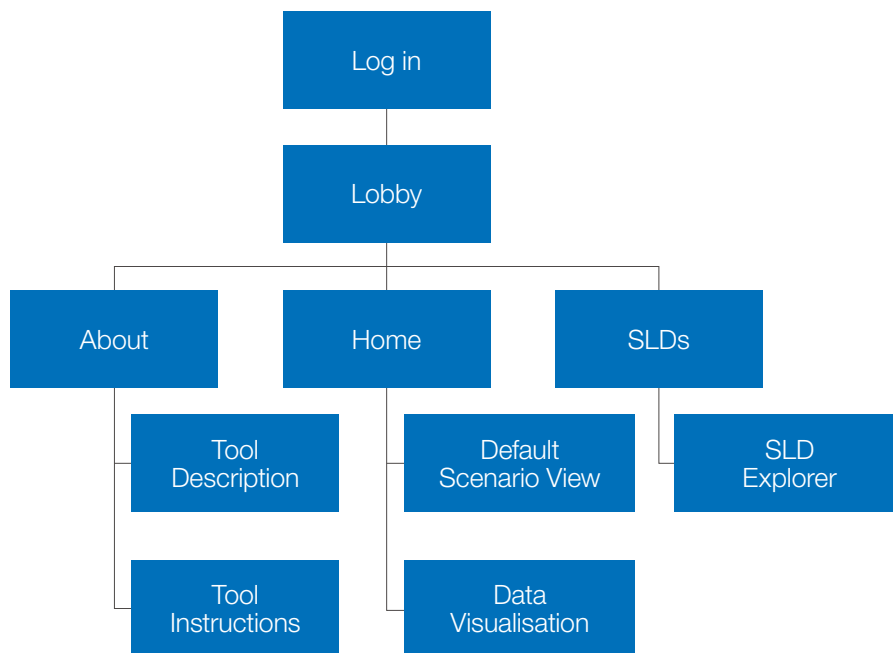 Log in
Lobby
About
Home
SLDs
Tool
Description
Default
Scenario View
SLD
Explorer
Tool
Instructions
Data
Visualisation